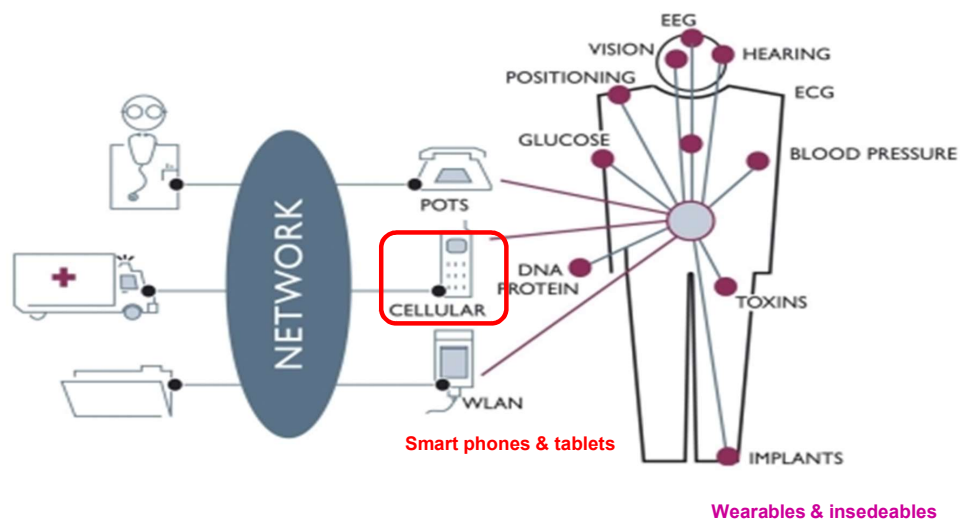 EEG
VISION
HEARING
POSITIONING
ECG
GLUCOSE
BLOOD PRESSURE
POTS
NETWORK
DNA
PROTEIN
CELLULAR
TOXINS
WLAN
Smart phones & tablets
IMPLANTS
Wearables & insedeables